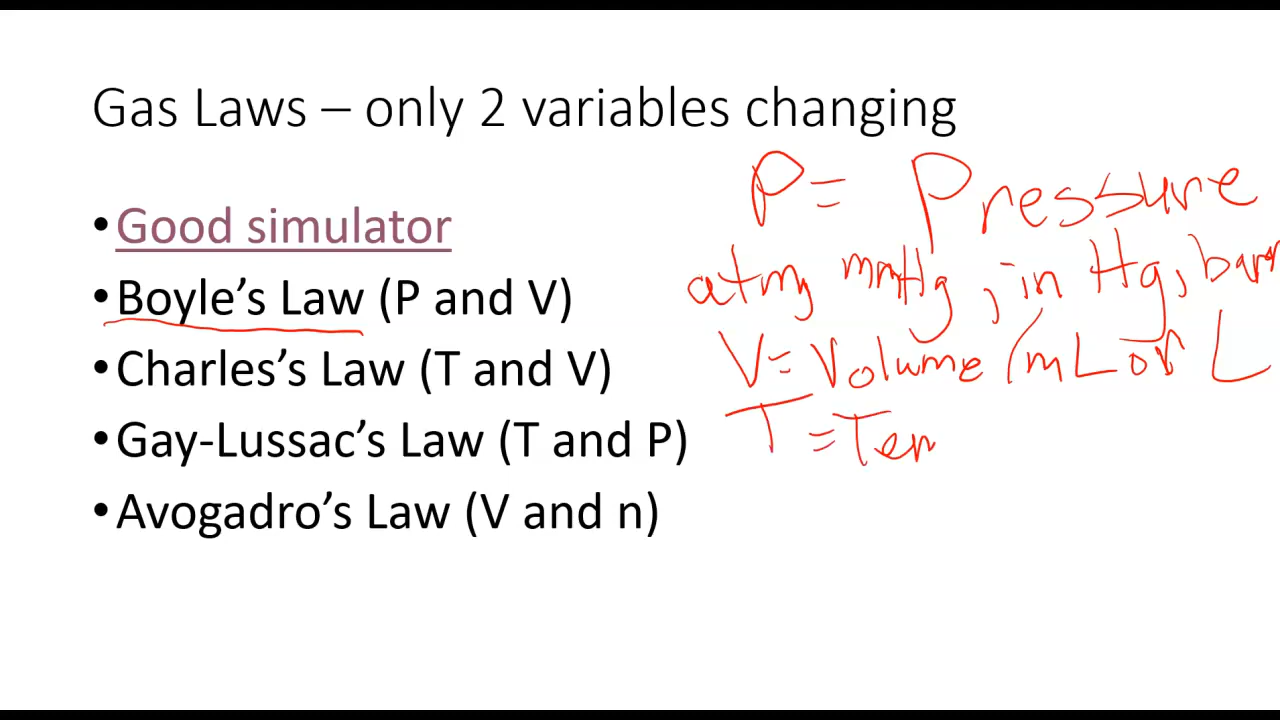 Gas Laws – only 2 variables changing
•Good simulator
•Boyle’s Law (P and V)
•Charles’s Law (T and V)
•Gay-Lussac’s Law (T and P)
•Avogadro’s Law (V and n)
P= Pressure
atm, mmHg, in Hg, bar
V= Volume (mL or L
T =Tem